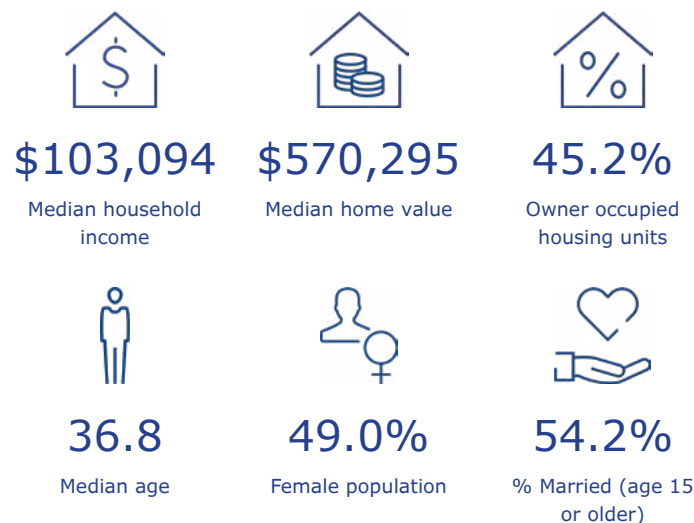 $103,094
Median household
income
$570,295
Median home value
45.2%
Owner occupied
housing units
36.8
Median age
49.0%
Female population
54.2%
% Married (age 15
or older)